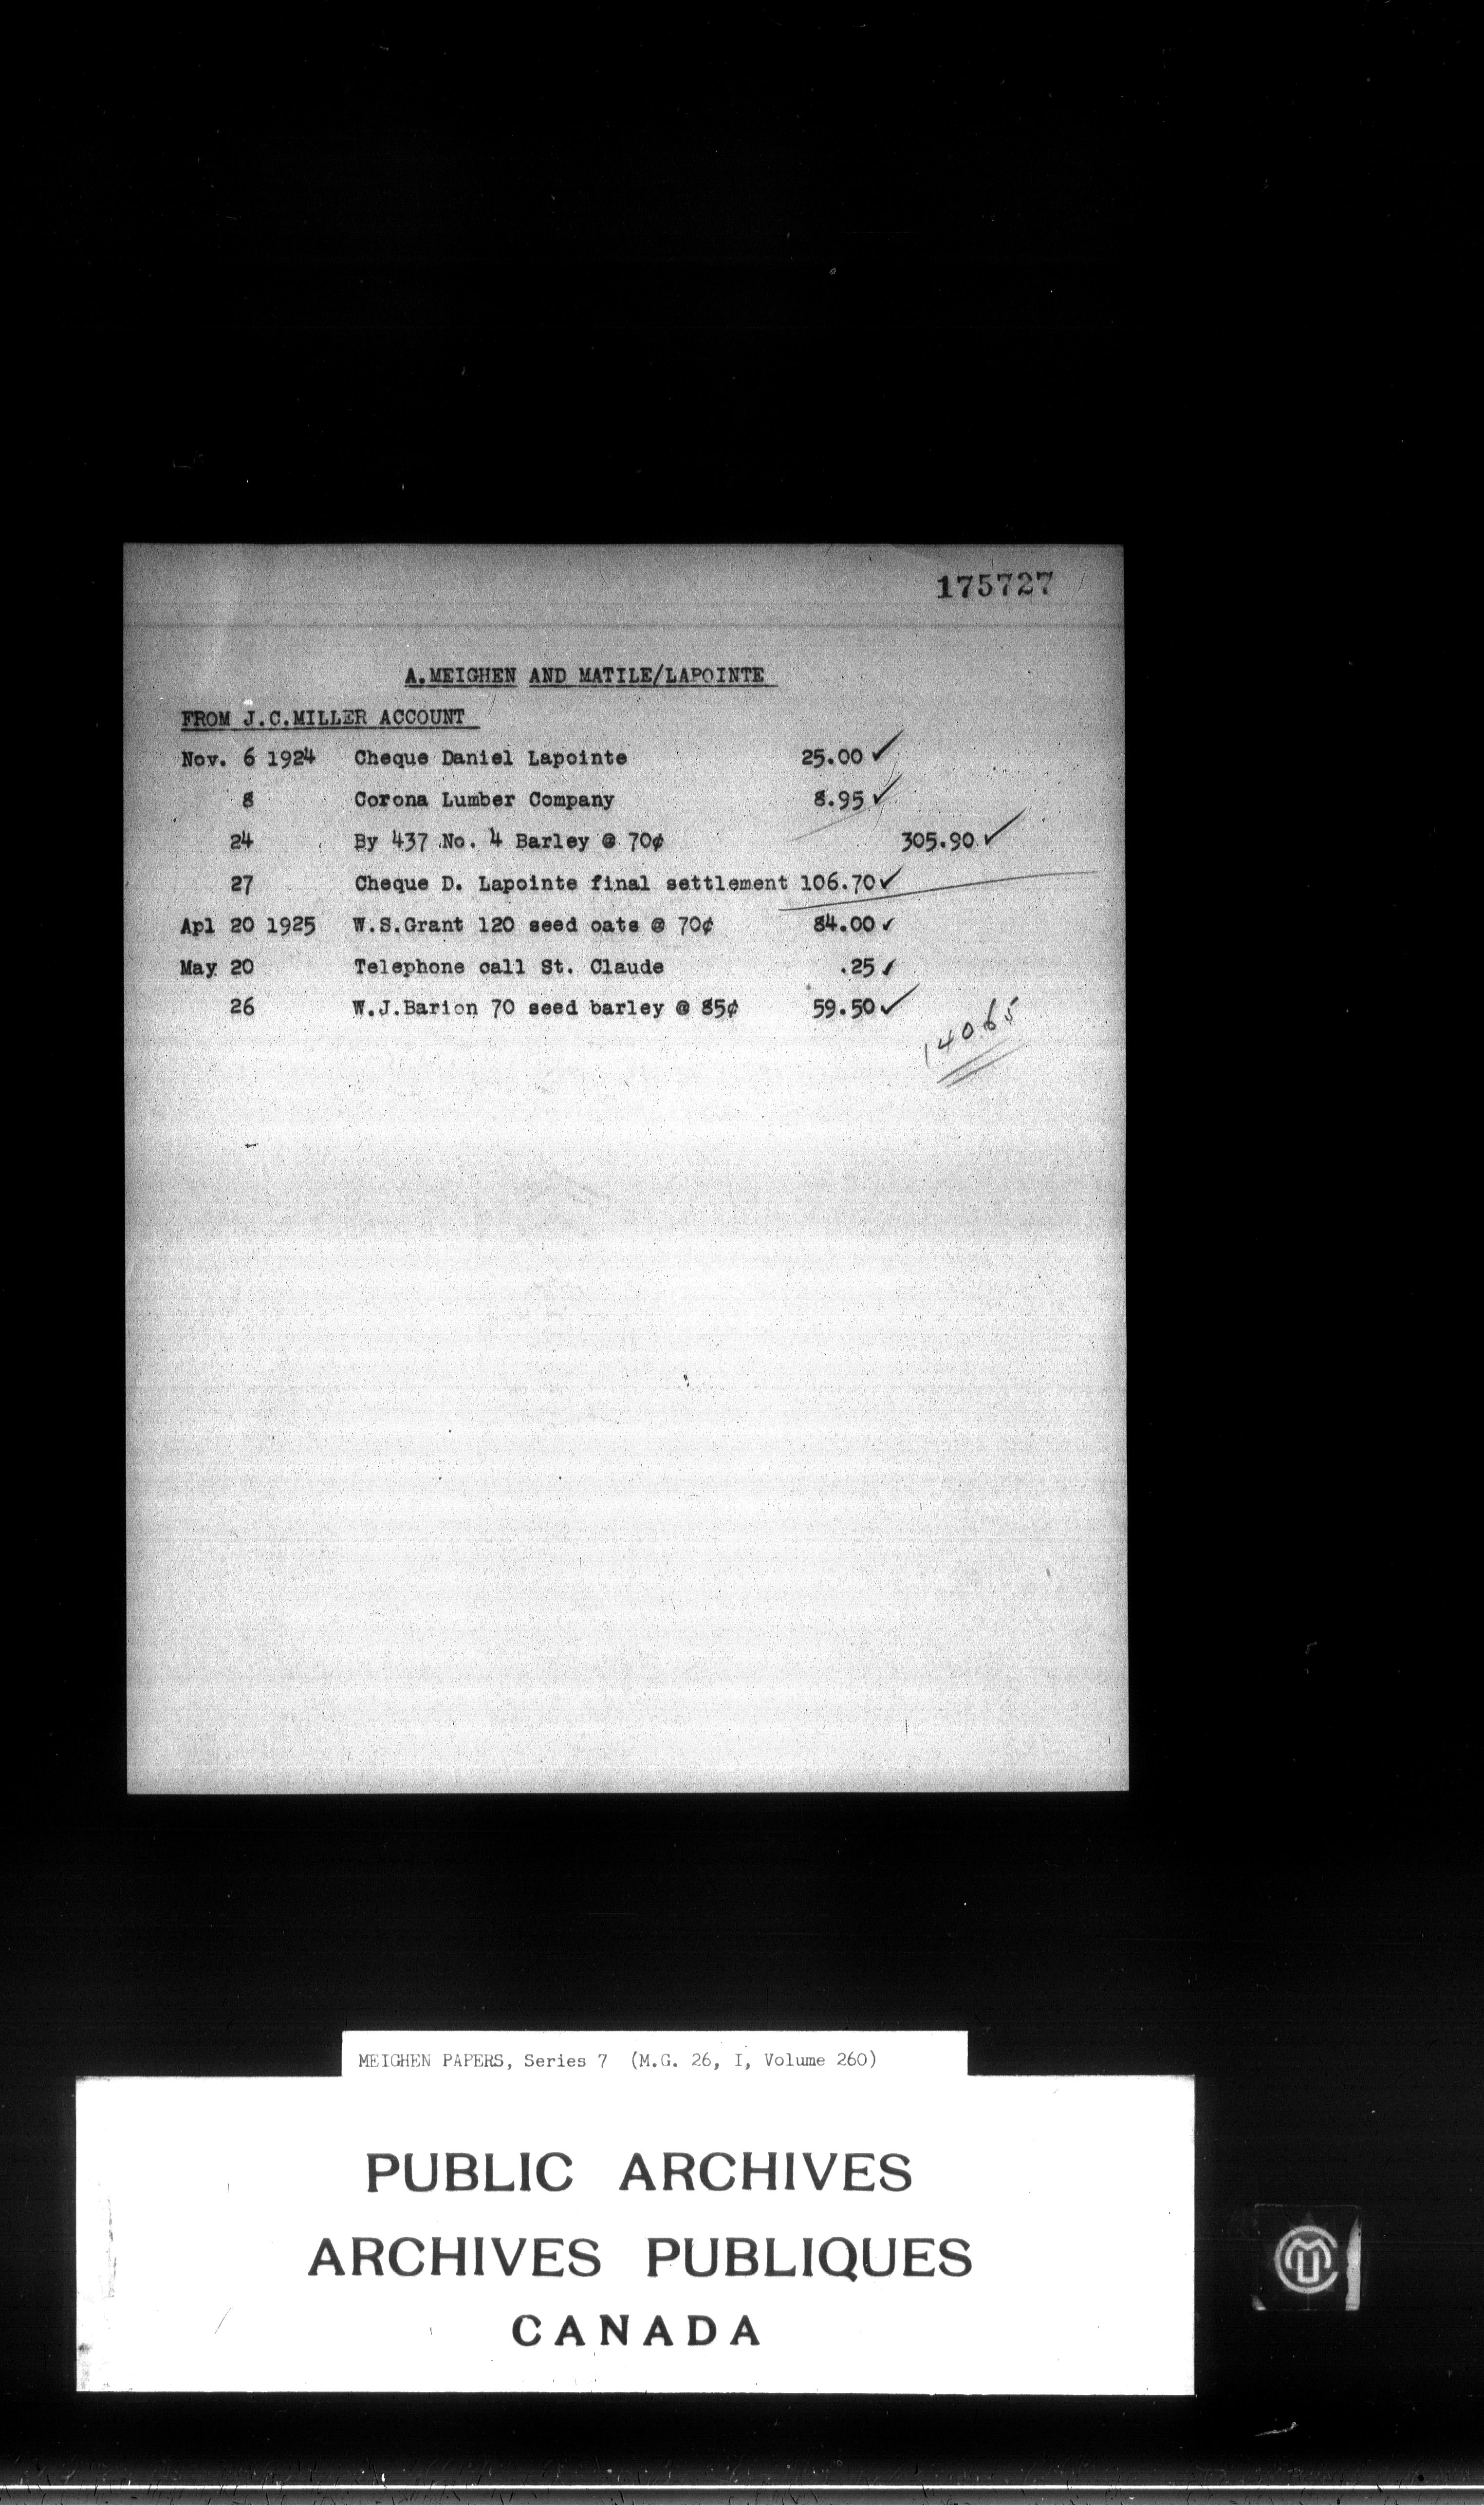 175727
A.MEIGHEN AND MATILE/LAPOINTE
FROM J.C.MILLER ACCOUNT
Nov. 6 1924 Cheque Daniel Lapointe 25.00 ✓
8 Corona Lumber Company 8.95 ✓
24 By 437 No. 4 Barley @ 70¢ 305.90 ✓
27 Cheque D. Lapointe final settlement 106.70 ✓
Apl 20 1925 W.S.Grant 120 seed oats @ 70¢ 84.00 ✓
May 20 Telephone call St. Claude .25 ✓
26 W.J.Barion 70 seed barley @ 85¢ 59.50 ✓
140.65
MEIGHEN PAPERS, Series 7 (M.G. 26, I, Volume 260)
PUBLIC ARCHIVES
ARCHIVES PUBLIQUES
CANADA